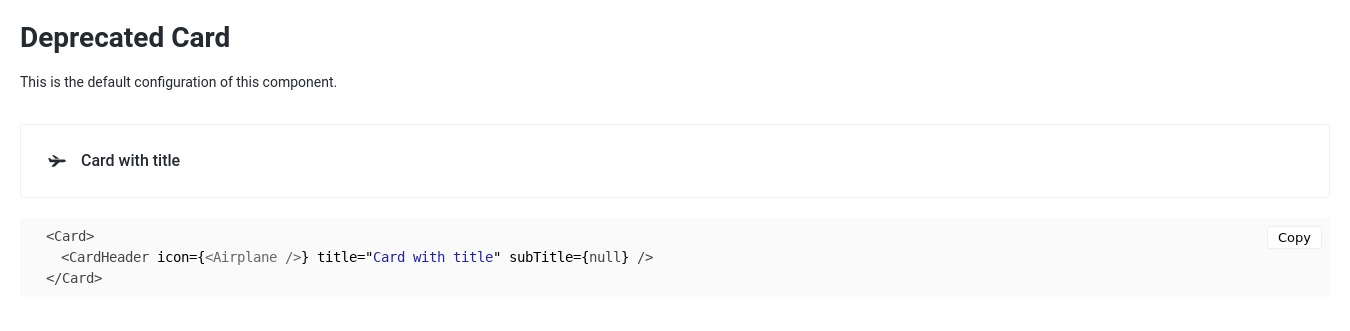 Deprecated Card
This is the default configuration of this component.
Card with title
<Card>
Copy
<CardHeader icon={<Airplane />} title="Card with title" subTitle={null} />
</Card>